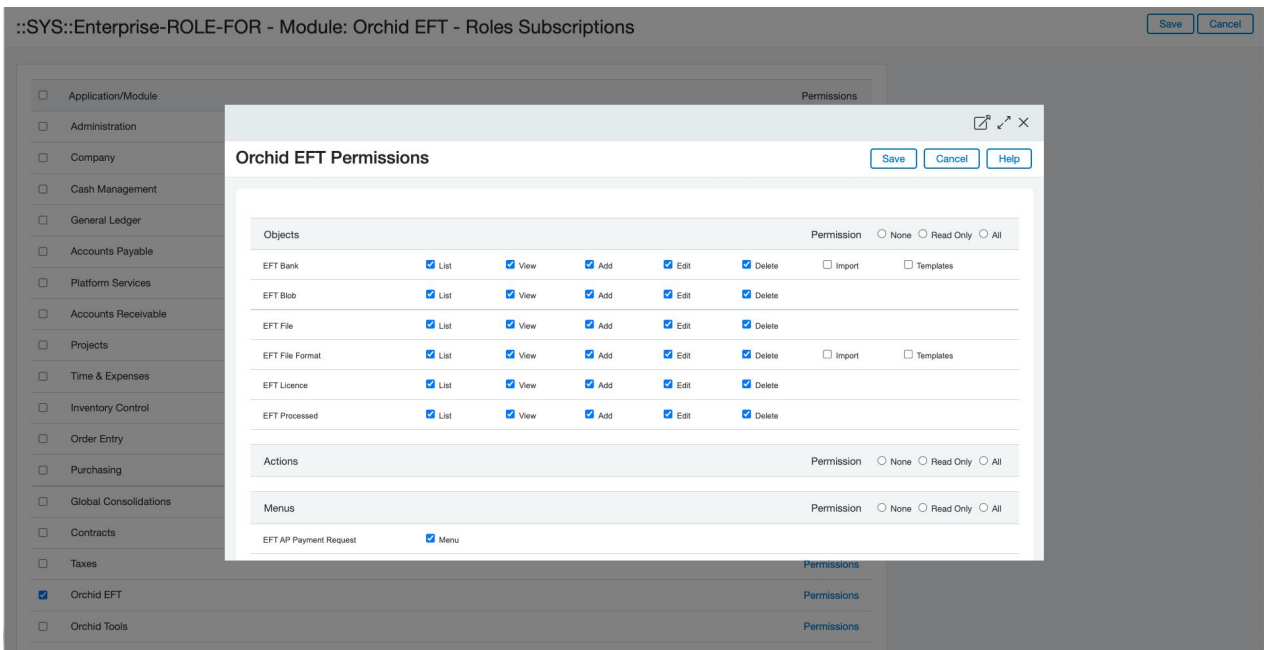 ::SYS::Enterprise-ROLE-FOR - Module: Orchid EFT - Roles Subscriptions
Save Cancel
Application/Module Permissions
Administration
Company
Cash Management
General Ledger
Accounts Payable
Platform Services
Accounts Receivable
Projects
Time & Expenses
Inventory Control
Order Entry
Purchasing
Global Consolidations
Contracts
Taxes Permissions
Orchid EFT Permissions
Orchid Tools Permissions
Orchid EFT Permissions
Save Cancel Help
Objects Permission None Read Only All
EFT Bank List View Add Edit Delete Import Templates
EFT Blob List View Add Edit Delete
EFT File List View Add Edit Delete
EFT File Format List View Add Edit Delete Import Templates
EFT Licence List View Add Edit Delete
EFT Processed List View Add Edit Delete
Actions Permission None Read Only All
Menus Permission None Read Only All
EFT AP Payment Request Menu